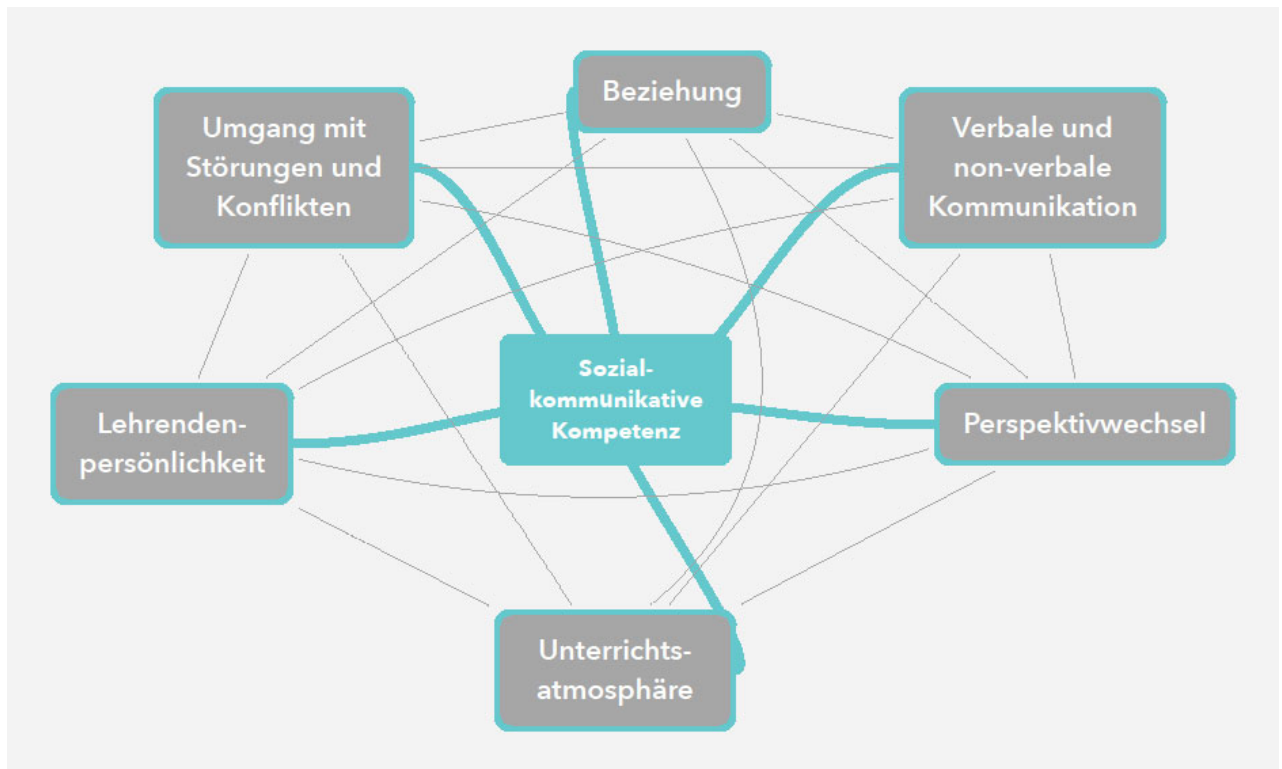 Beziehung
Umgang mit
Störungen und
Konflikten
Verbale und
non-verbale
Kommunikation
Sozial-
kommunikative
Kompetenz
Lehrenden-
persönlichkeit
Perspektivwechsel
Unterrichts-
atmosphäre